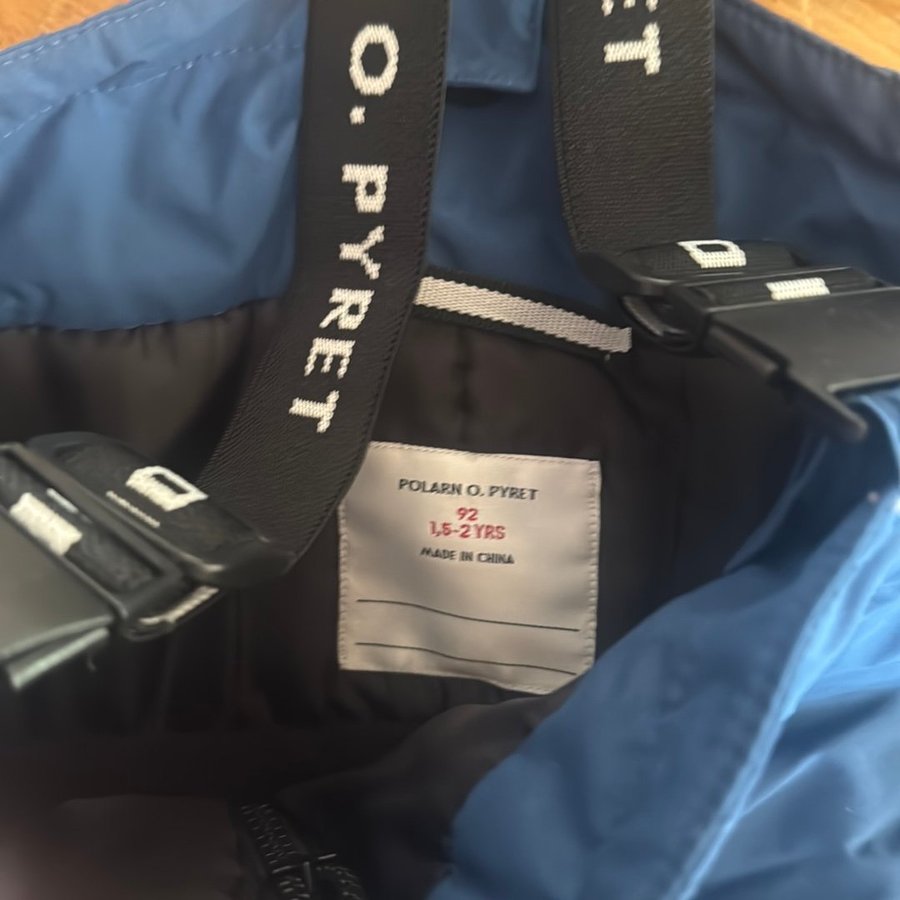 O. PYRET
ET
POLARN O. PYRET
92
1,5-2 YRS
MADE IN CHINA